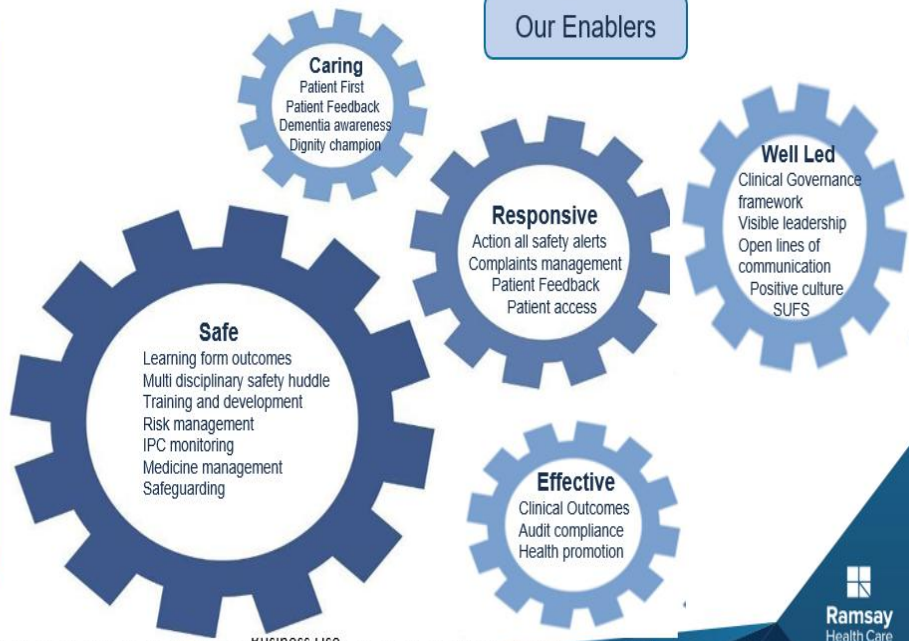 Our Enablers
Caring
Patient First
Patient Feedback
Dementia awareness
Dignity champion
Responsive
Action all safety alerts
Complaints management
Patient Feedback
Patient access
Well Led
Clinical Governance
framework
Visible leadership
Open lines of
communication
Positive culture
SUFS
Safe
Learning form outcomes
Multi disciplinary safety huddle
Training and development
Risk management
IPC monitoring
Medicine management
Safeguarding
Effective
Clinical Outcomes
Audit compliance
Health promotion
Ramsay
Health Care